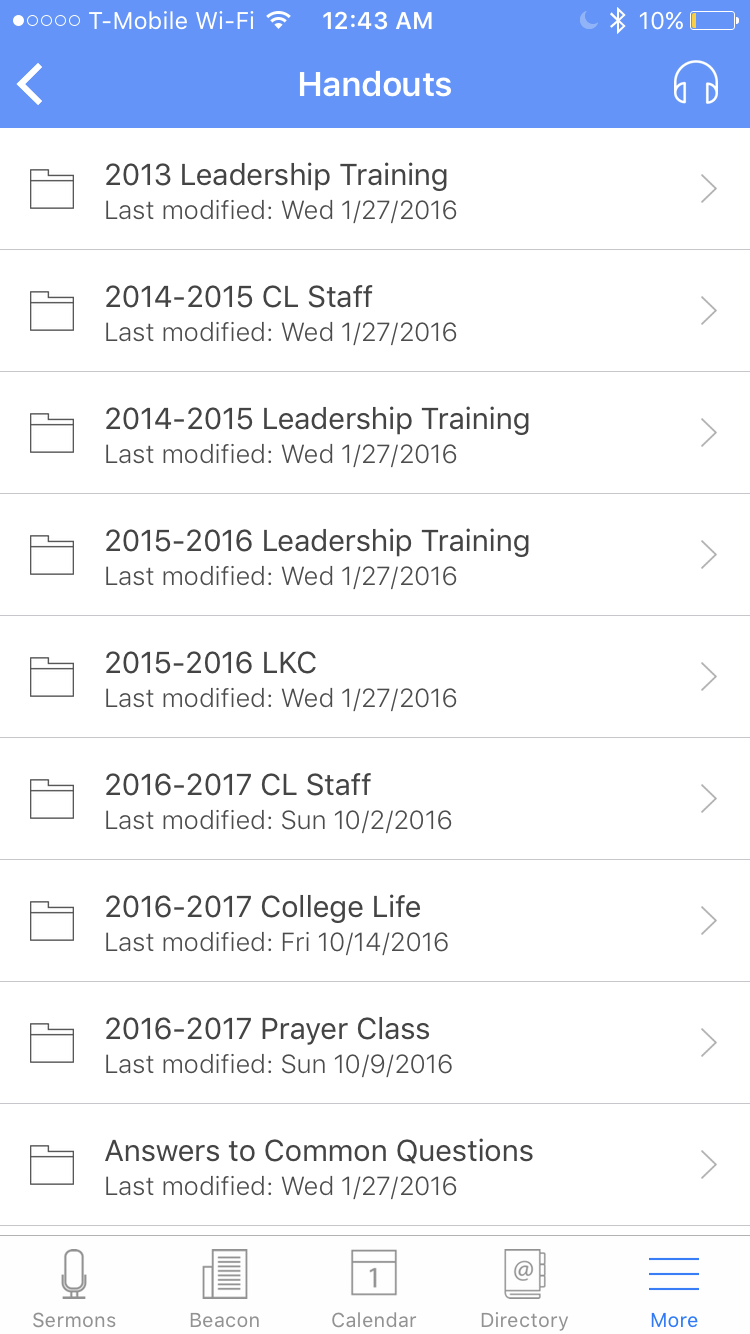 T-Mobile Wi-Fi 12:43 AM 10%
Handouts
2013 Leadership Training
Last modified: Wed 1/27/2016
2014-2015 CL Staff
Last modified: Wed 1/27/2016
2014-2015 Leadership Training
Last modified: Wed 1/27/2016
2015-2016 Leadership Training
Last modified: Wed 1/27/2016
2015-2016 LKC
Last modified: Wed 1/27/2016
2016-2017 CL Staff
Last modified: Sun 10/2/2016
2016-2017 College Life
Last modified: Fri 10/14/2016
2016-2017 Prayer Class
Last modified: Sun 10/9/2016
Answers to Common Questions
Last modified: Wed 1/27/2016
1 @
Sermons Beacon Calendar Directory More